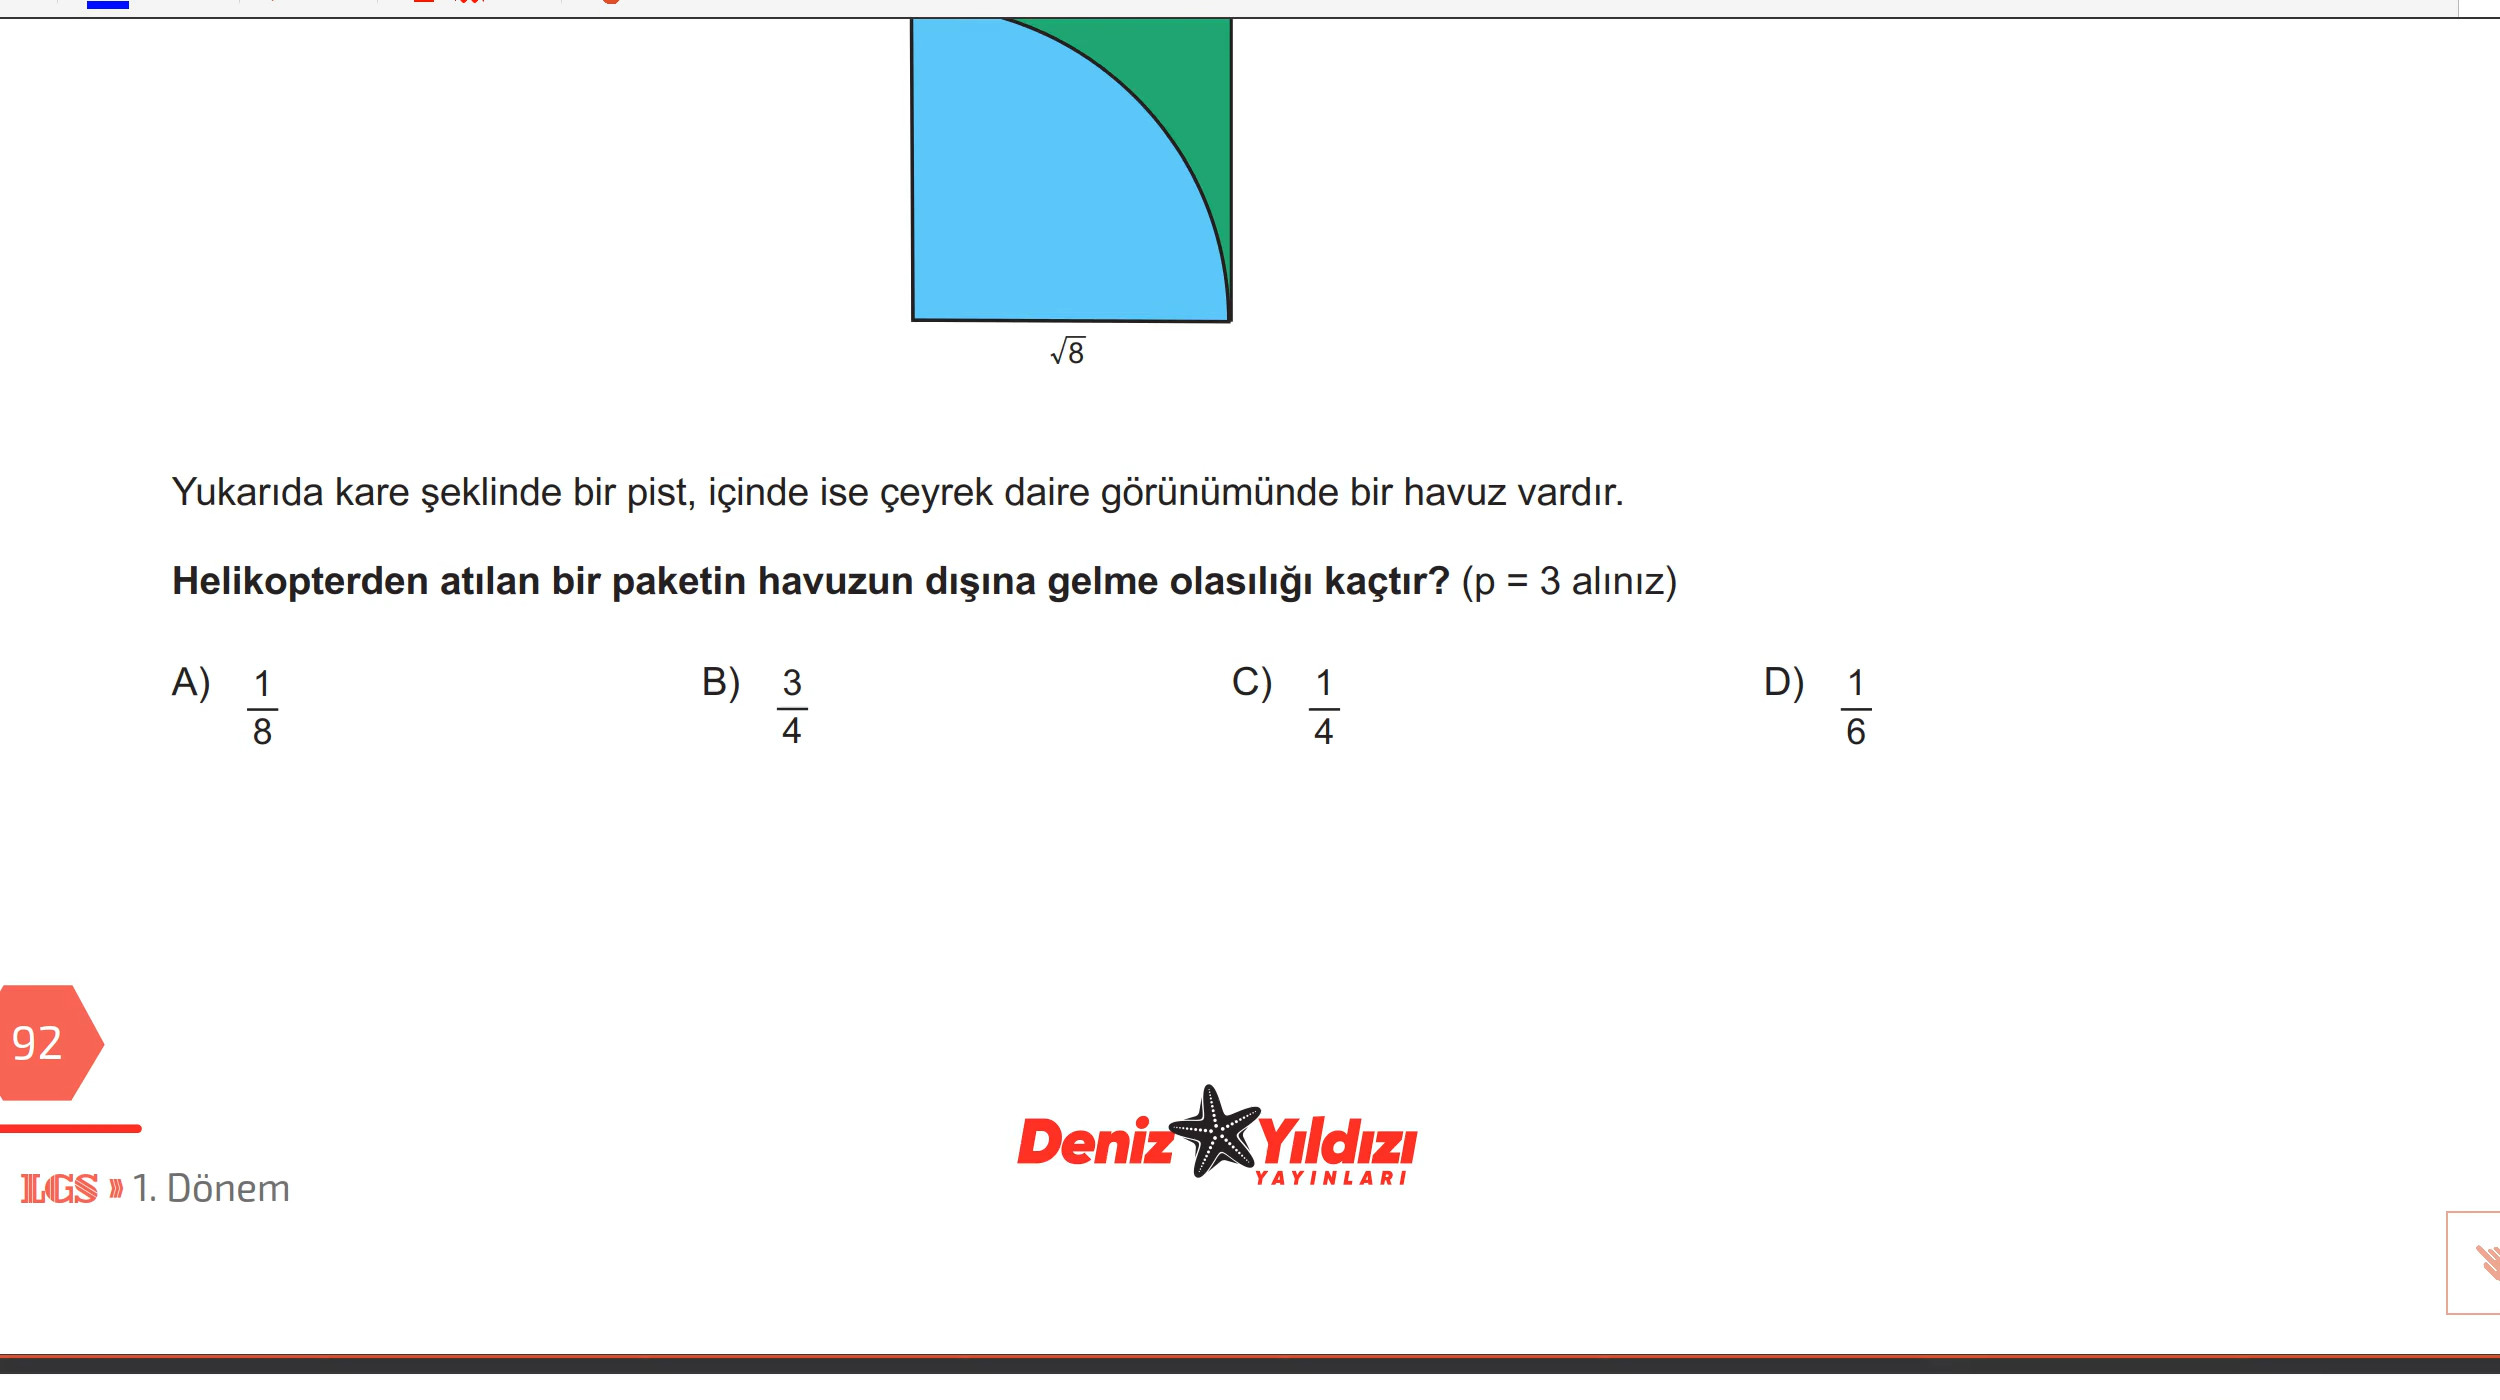 √8
Yukarıda kare şeklinde bir pist, içinde ise çeyrek daire görünümünde bir havuz vardır.
Helikopterden atılan bir paketin havuzun dışına gelme olasılığı kaçtır? (p = 3 alınız)
A) 1/8 B) 3/4 C) 1/4 D) 1/6
92
Deniz Yıldızı
YAYINLARI
LGS 1. Dönem